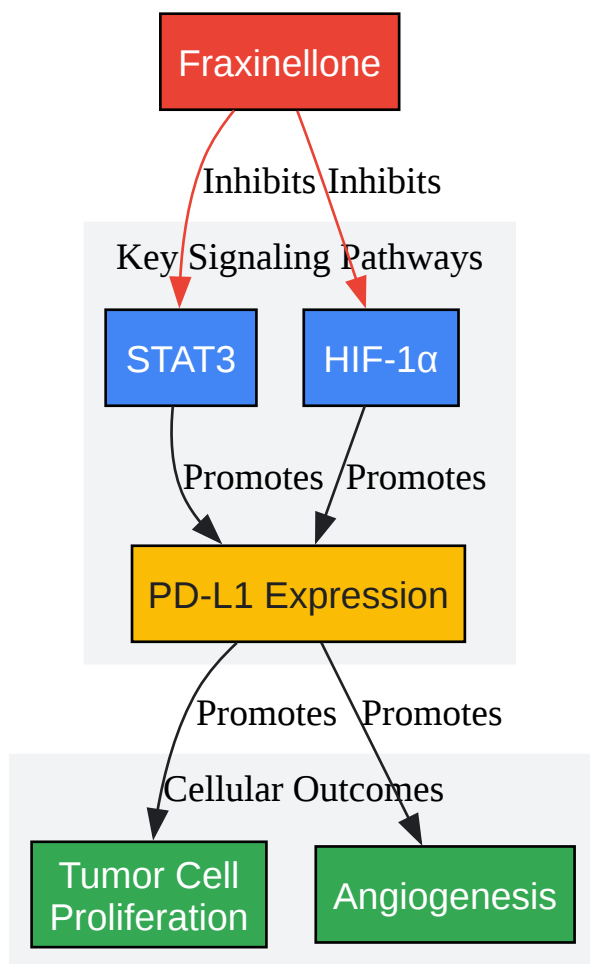 Fraxinellone
Inhibits Inhibits
Key Signaling Pathways
STAT3
HIF-1α
Promotes Promotes
PD-L1 Expression
Promotes Promotes
Cellular Outcomes
Tumor Cell
Proliferation
Angiogenesis